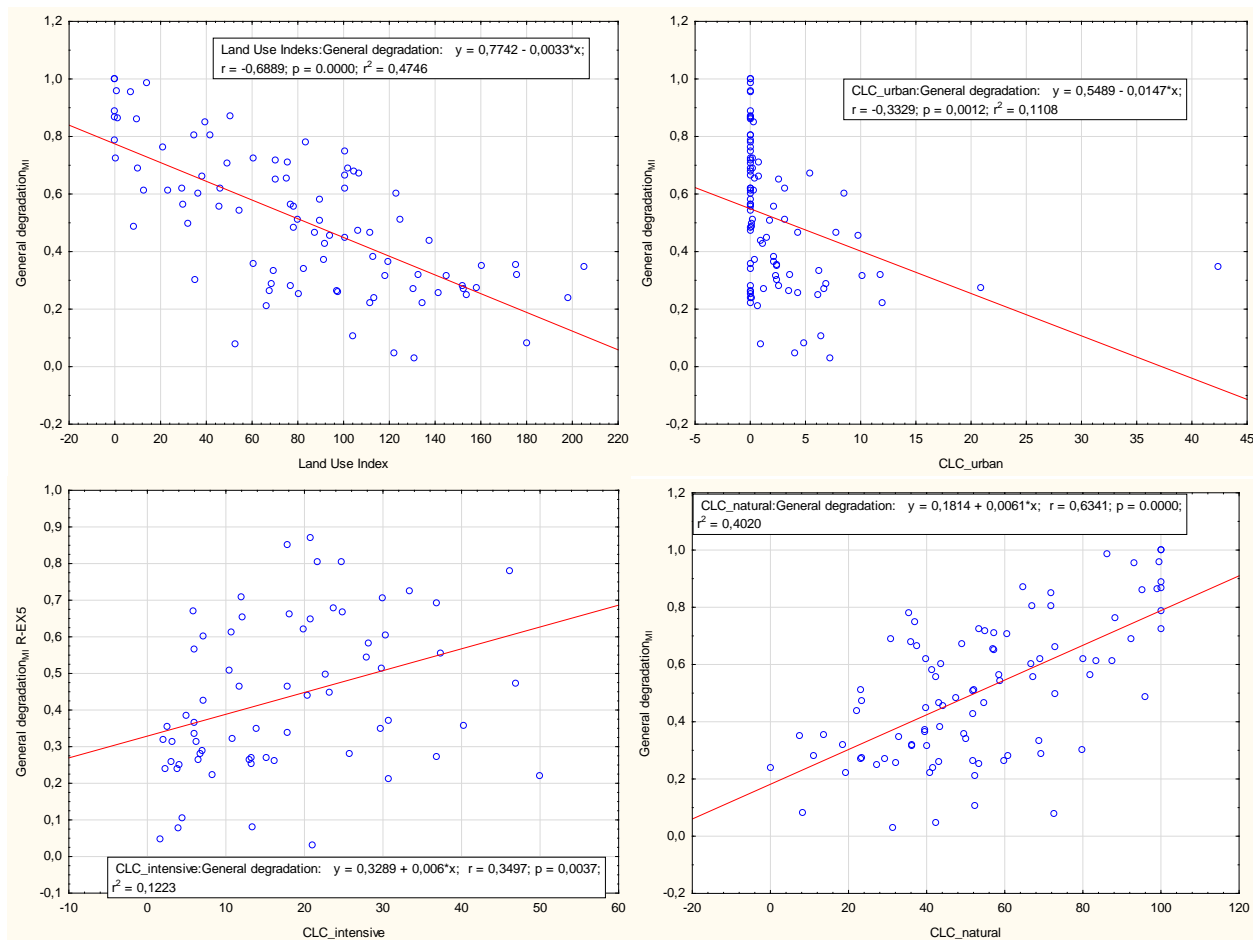 1,2
1,0
0,8
0,6
0,4
0,2
0,0
-0,2
General degradation_MI
Land Use Indeks:General degradation: y = 0,7742 - 0,0033*x;
r = -0,6889; p = 0.0000; r² = 0,4746
-20 0 20 40 60 80 100 120 140 160 180 200 220
Land Use Index
1,2
1,0
0,8
0,6
0,4
0,2
0,0
-0,2
General degradation_MI
CLC_urban:General degradation: y = 0,5489 - 0,0147*x;
r = -0,3329; p = 0,0012; r² = 0,1108
-5 0 5 10 15 20 25 30 35 40 45
CLC_urban
1,0
0,9
0,8
0,7
0,6
0,5
0,4
0,3
0,2
0,1
0,0
-0,1
General degradation_MI R-EX5
CLC_intensive:General degradation: y = 0,3289 + 0,006*x; r = 0,3497; p = 0,0037;
r² = 0,1223
-10 0 10 20 30 40 50 60
CLC_intensive
CLC_natural:General degradation: y = 0,1814 + 0,0061*x; r = 0,6341; p = 0.0000;
r² = 0,4020
1,2
1,0
0,8
0,6
0,4
0,2
0,0
-0,2
General degradation_MI
-20 0 20 40 60 80 100 120
CLC_natural